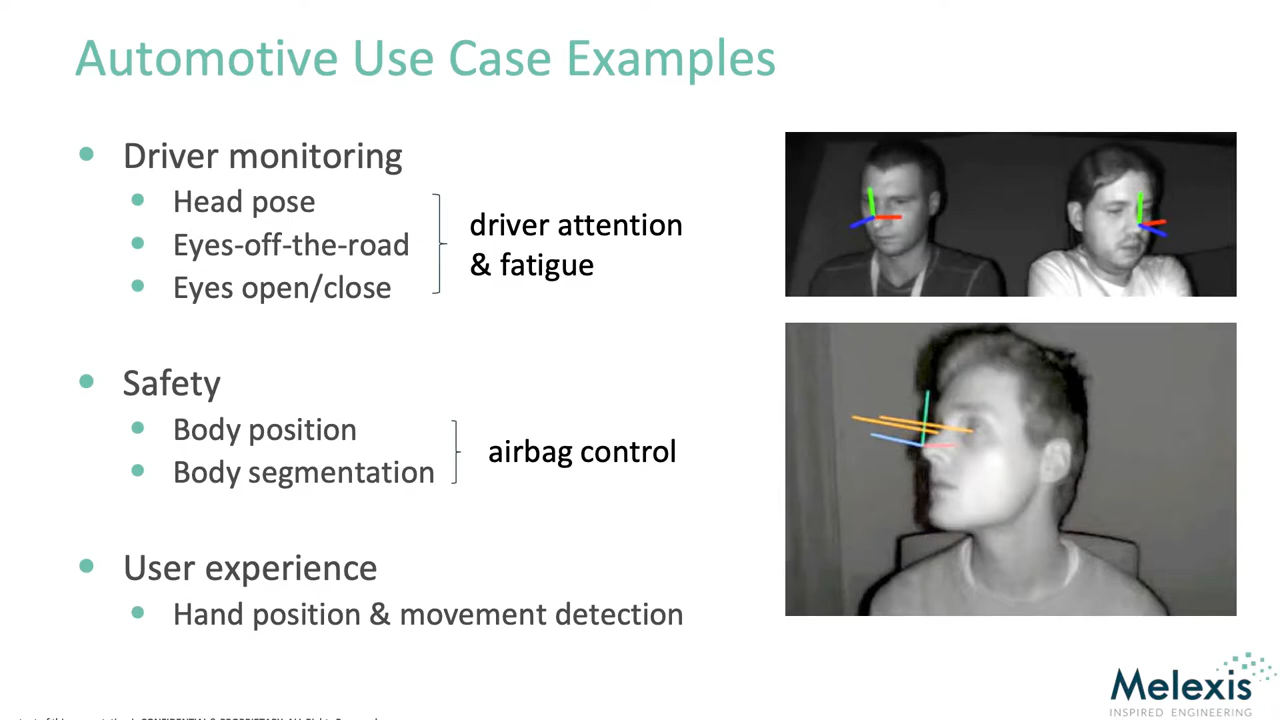 Automotive Use Case Examples
Driver monitoring
Head pose
Eyes-off-the-road
Eyes open/close
driver attention
& fatigue
Safety
Body position
Body segmentation
airbag control
User experience
Hand position & movement detection
Melexis
INSPIRED ENGINEERING